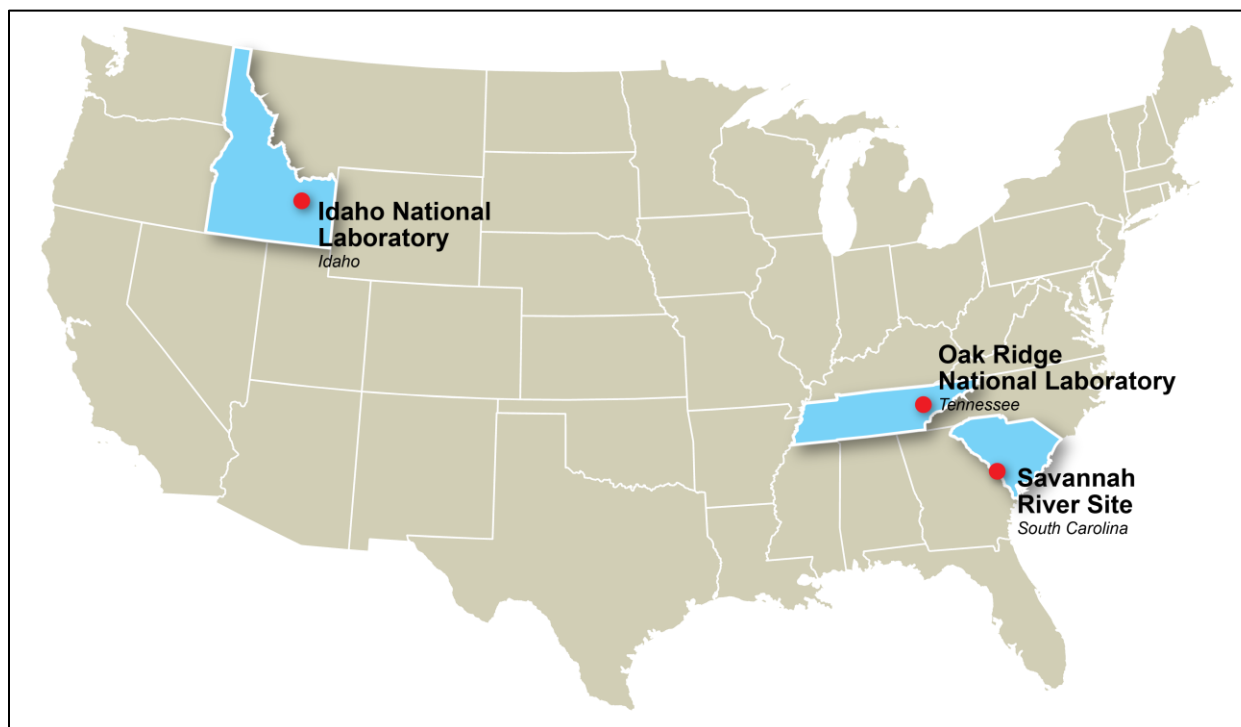 Idaho National
Laboratory
Idaho
Oak Ridge
National Laboratory
Tennessee
Savannah
River Site
South Carolina